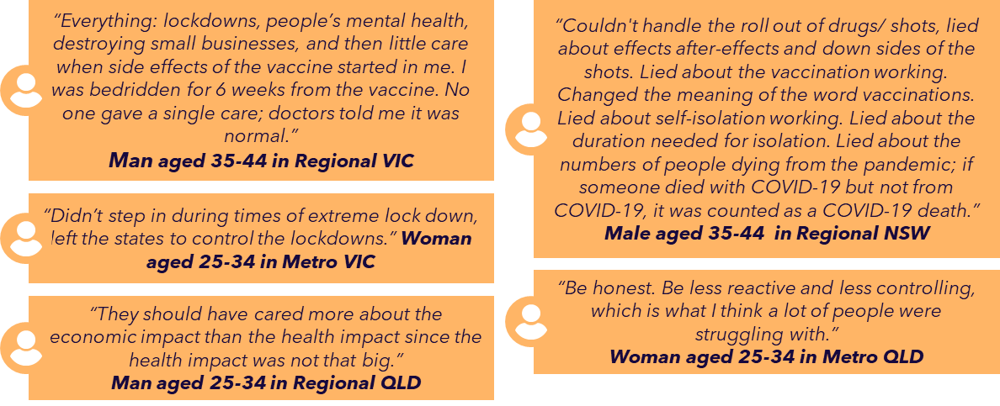 “Everything: lockdowns, people’s mental health,
destroying small businesses, and then little care
when side effects of the vaccine started in me. I
was bedridden for 6 weeks from the vaccine. No
one gave a single care; doctors told me it was
normal.”
Man aged 35-44 in Regional VIC
“Didn’t step in during times of extreme lock down,
left the states to control the lockdowns.” Woman
aged 25-34 in Metro VIC
“They should have cared more about the
economic impact than the health impact since the
health impact was not that big.”
Man aged 25-34 in Regional QLD
“Couldn't handle the roll out of drugs/ shots, lied
about effects after-effects and down sides of the
shots. Lied about the vaccination working.
Changed the meaning of the word vaccinations.
Lied about self-isolation working. Lied about the
duration needed for isolation. Lied about the
numbers of people dying from the pandemic; if
someone died with COVID-19 but not from
COVID-19, it was counted as a COVID-19 death.”
Male aged 35-44 in Regional NSW
“Be honest. Be less reactive and less controlling,
which is what I think a lot of people were
struggling with.”
Woman aged 25-34 in Metro QLD